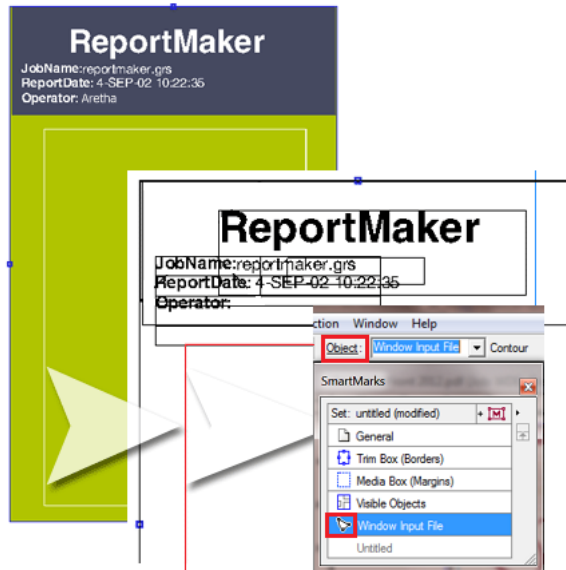 ReportMaker
JobName:reportmaker.grs
ReportDate: 4-SEP-02 10:22:35
Operator: Aretha
ReportMaker
JobName:reportmaker.grs
ReportDate: 4-SEP-02 10:22:35
Operator:
ction Window Help
Object: Window Input File Contour
SmartMarks
Set: untitled (modified)
General
Trim Box (Borders)
Media Box (Margins)
Visible Objects
Window Input File
Untitled